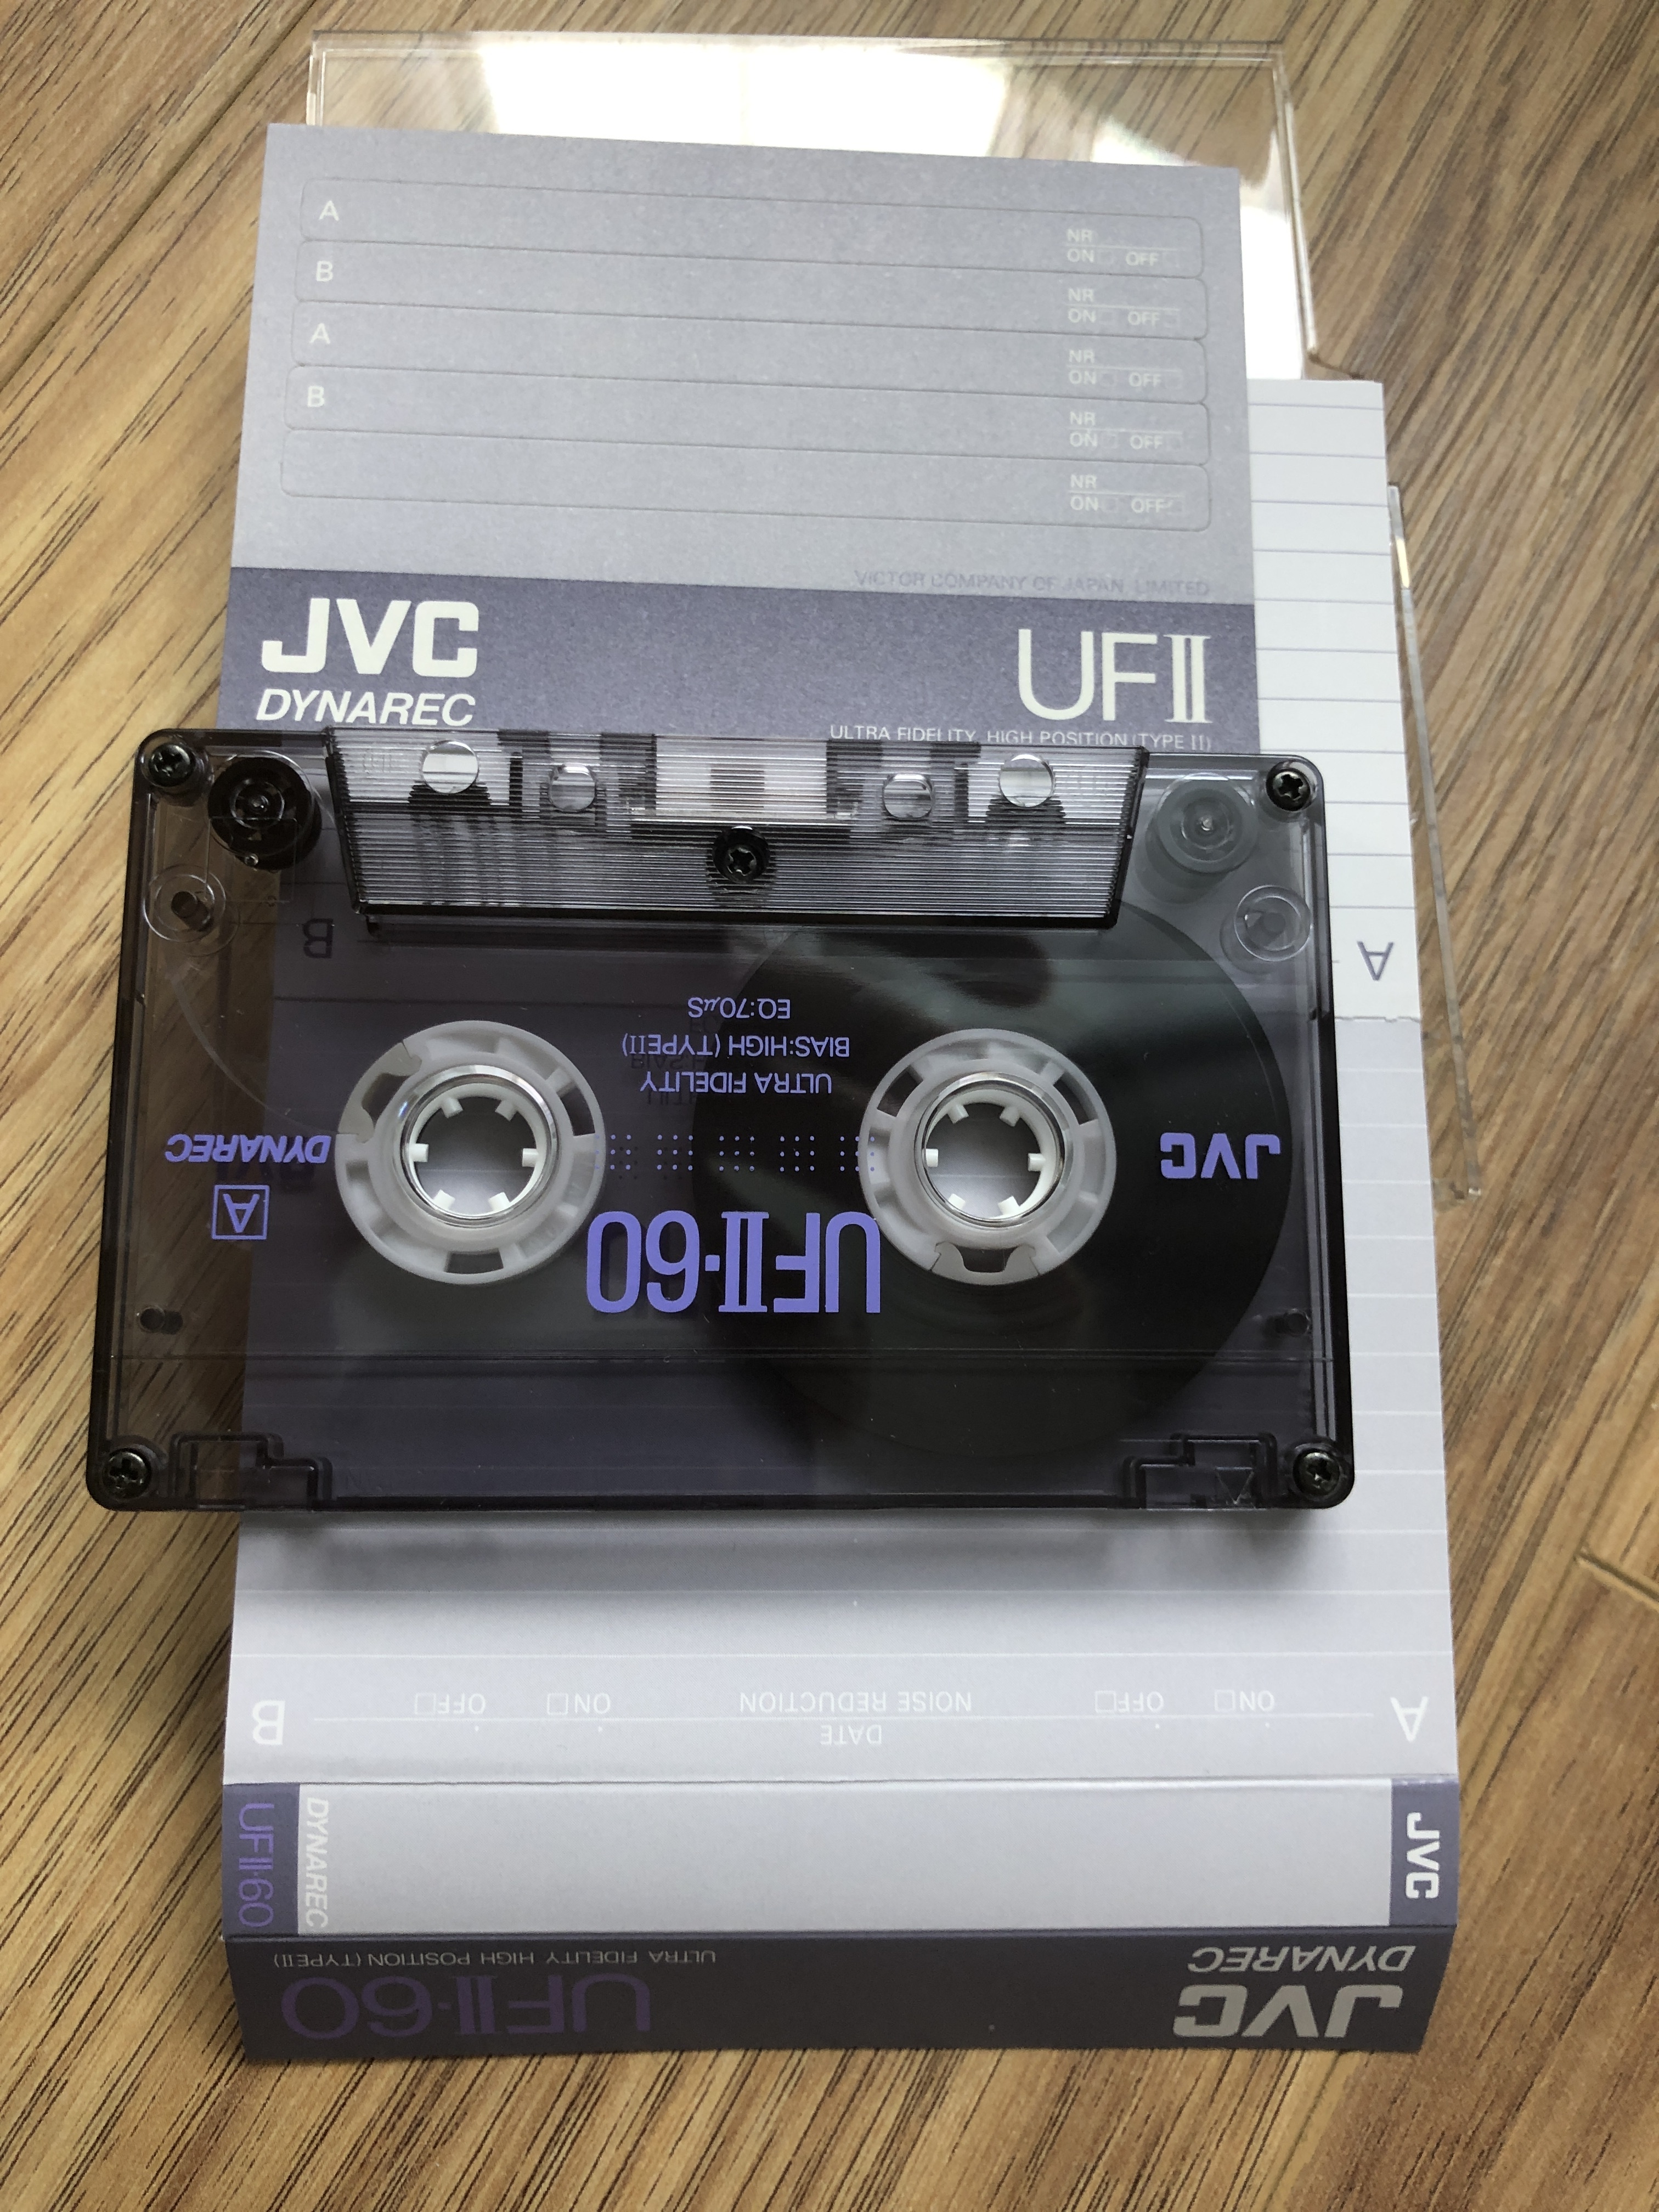 A
NR
ON OFF
B
NR
ON OFF
A
NR
ON OFF
B
NR
ON OFF
NR
ON OFF
VICTOR COMPANY OF JAPAN, LIMITED
JVC
DYNAREC
UFII
ULTRA FIDELITY HIGH POSITION (TYPE II)
B
A
UFII·60
JVC
DYNAREC
A
ULTRA FIDELITY
BIAS:HIGH (TYPEII)
EQ:70μS
A
B
DATE
ON OFF NOISE REDUCTION ON OFF
JVC
DYNAREC
UFII·60
JVC
DYNAREC
UFII·60
ULTRA FIDELITY HIGH POSITION (TYPEII)